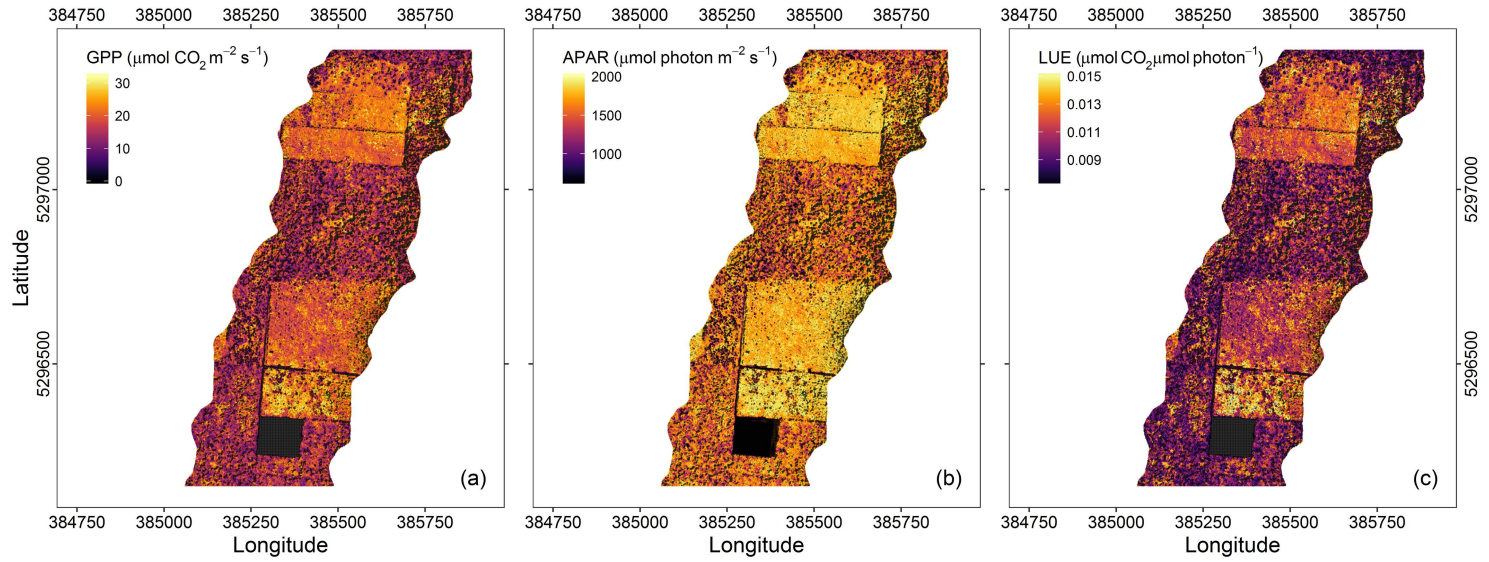 384750 385000 385250 385500 385750 384750 385000 385250 385500 385750 384750 385000 385250 385500 385750
GPP (μmol CO₂ m⁻² s⁻¹)
30
20
10
0
APAR (μmol photon m⁻² s⁻¹)
2000
1500
1000
LUE (μmol CO₂μmol photon⁻¹)
0.015
0.013
0.011
0.009
5297000
5296500
Latitude
5297000
5296500
(a) (b) (c)
384750 385000 385250 385500 385750 384750 385000 385250 385500 385750 384750 385000 385250 385500 385750
Longitude Longitude Longitude